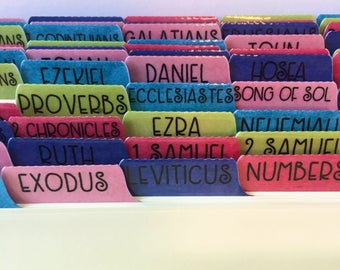 CORINTHIANS GALATIANS
EZEKIEL DANIEL HOSEA
PROVERBS ECCLESIASTES SONG OF SOL
2 CHRONICLES EZRA NEHEMIAH
RUTH 1 SAMUEL 2 SAMUEL
EXODUS LEVITICUS NUMBERS